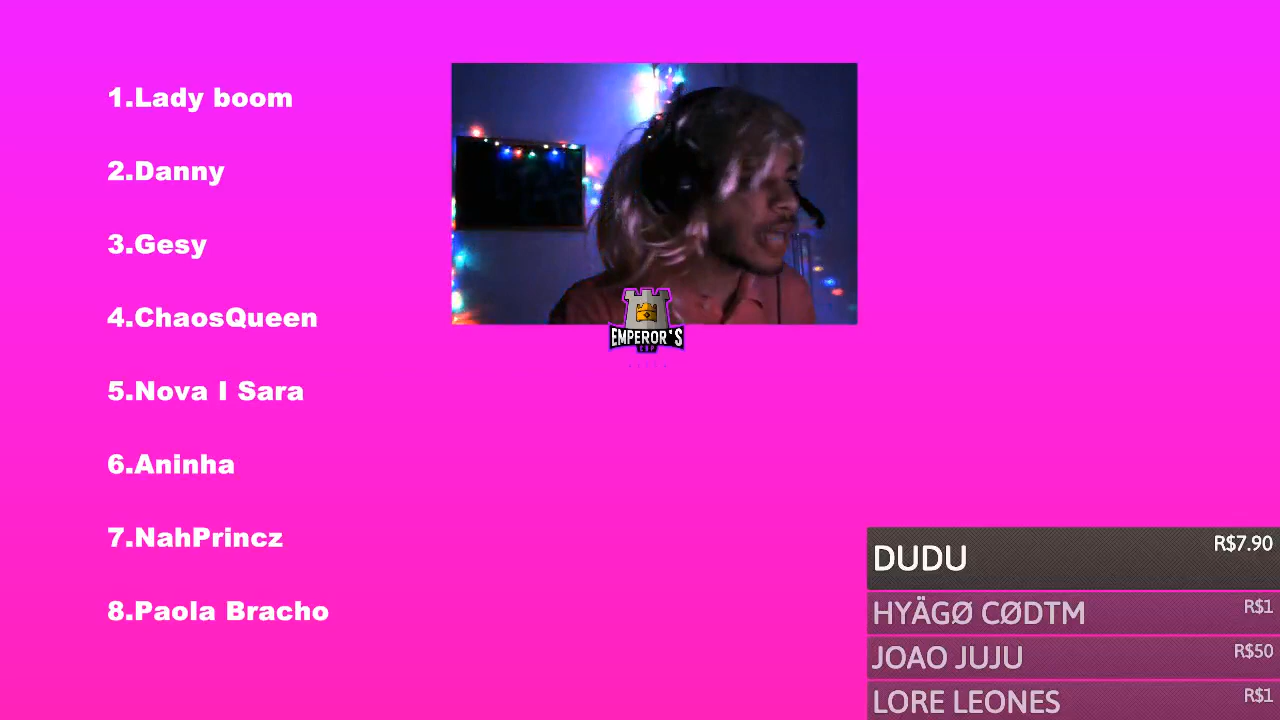 1.Lady boom
2.Danny
3.Gesy
4.ChaosQueen
5.Nova I Sara
6.Aninha
7.NahPrincz
8.Paola Bracho
EMPEROR'S
CUP
DUDU R$7.90
HYÄGØ CØDTM R$1
JOAO JUJU R$50
LORE LEONES R$1